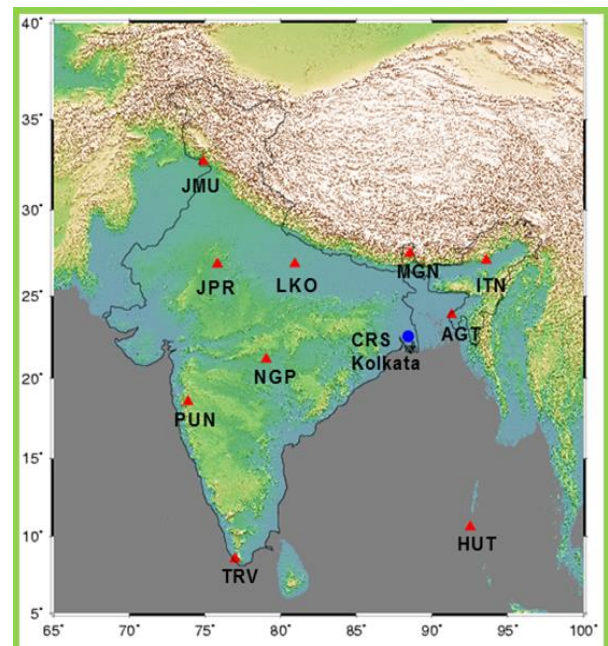 40°
35°
JMU
30°
MGN
JPR
LKO
ITN
25°
AGT
CRS
Kolkata
NGP
20°
PUN
15°
10°
HUT
TRV
5°
65°
70°
75°
80°
85°
90°
95°
100°